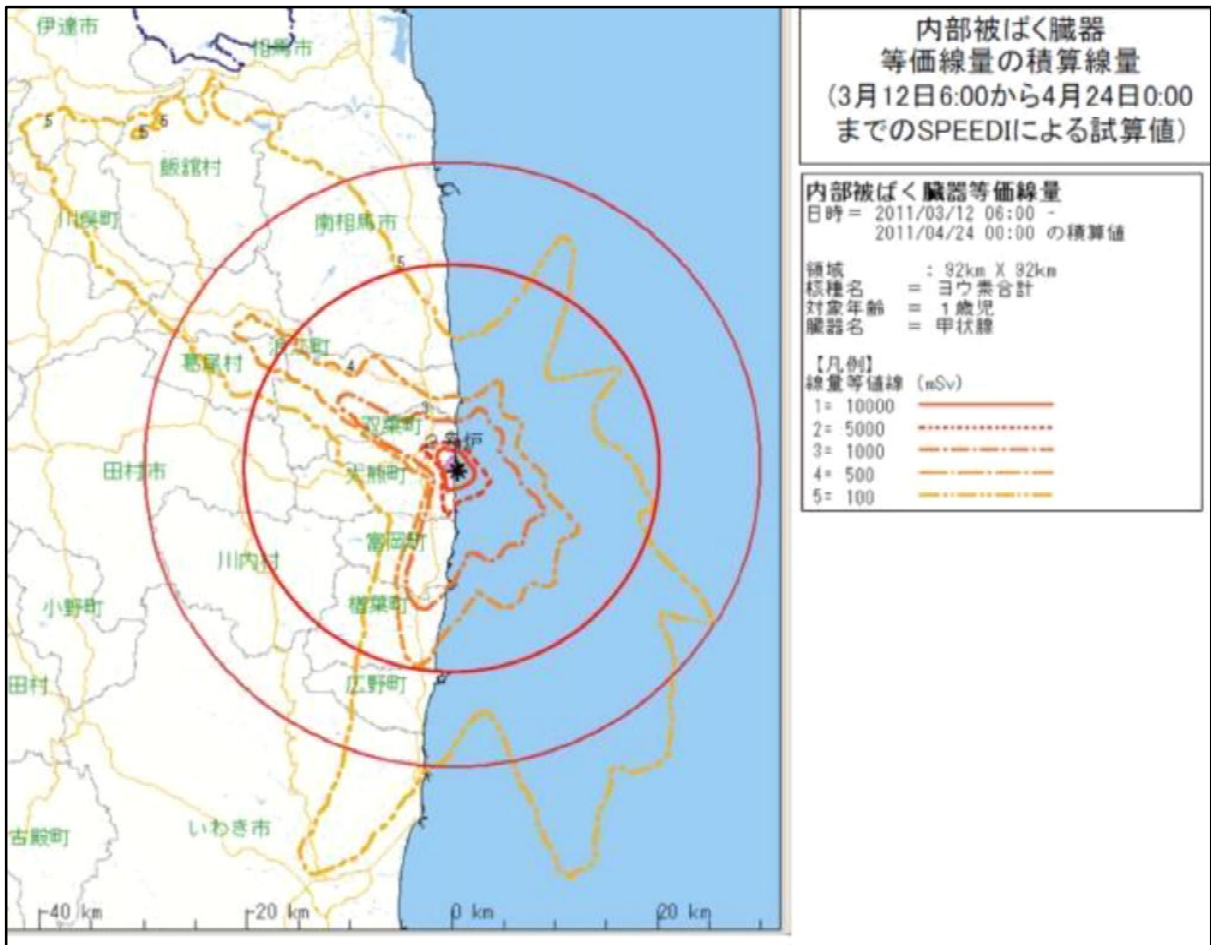 内部被ばく臓器
等価線量の積算線量
(3月12日6:00から4月24日0:00
までのSPEEDIによる試算値)
内部被ばく臓器等価線量
日時= 2011/03/12 06:00 -
2011/04/24 00:00 の積算値
領域 : 92km X 92km
核種名 = ヨウ素合計
対象年齢 = 1歳児
臓器名 = 甲状腺
【凡例】
線量等値線 (mSv)
1= 10000
2= 5000
3= 1000
4= 500
5= 100
伊達市
相馬市
5
5
5
飯舘村
川俣町
南相馬市
5
浪江町
葛尾村
4
双葉町
田村市
大熊町
富岡町
川内村
小野町
楢葉町
田村
広野町
いわき市
古殿町
-40 km
-20 km
0 km
20 km